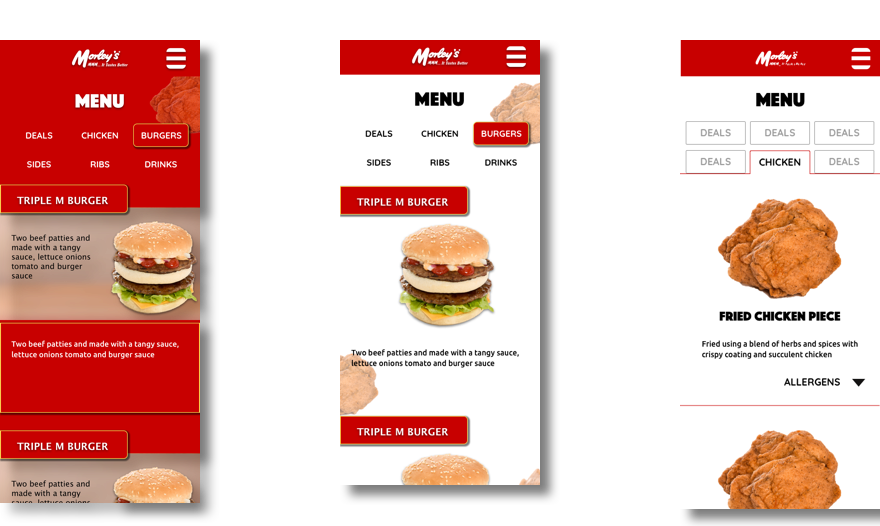 Morley's
MMM... It Tastes Better
MENU
DEALS CHICKEN BURGERS
SIDES RIBS DRINKS
TRIPLE M BURGER
Two beef patties and
made with a tangy
sauce, lettuce onions
tomato and burger
sauce
Two beef patties and made with a tangy sauce,
lettuce onions tomato and burger sauce
TRIPLE M BURGER
Two beef patties and
made with a tangy
sauce, lettuce onions
Morley's
MMM... It Tastes Better
MENU
DEALS CHICKEN BURGERS
SIDES RIBS DRINKS
TRIPLE M BURGER
Two beef patties and made with a tangy sauce,
lettuce onions tomato and burger sauce
TRIPLE M BURGER
Morley's
MENU
DEALS DEALS DEALS
DEALS CHICKEN DEALS
FRIED CHICKEN PIECE
Fried using a blend of herbs and spices with
crispy coating and succulent chicken
ALLERGENS